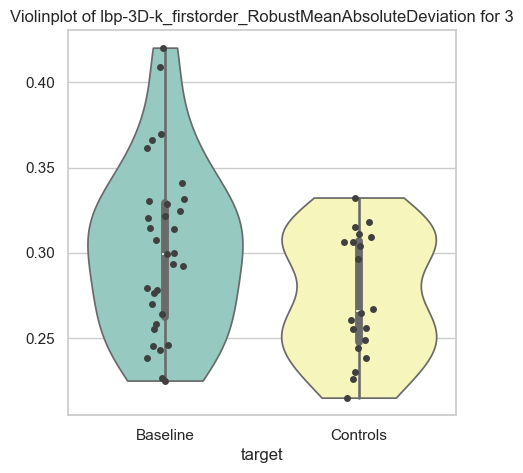 Violinplot of lbp-3D-k_firstorder_RobustMeanAbsoluteDeviation for 3
0.40
0.35
0.30
0.25
Baseline
Controls
target